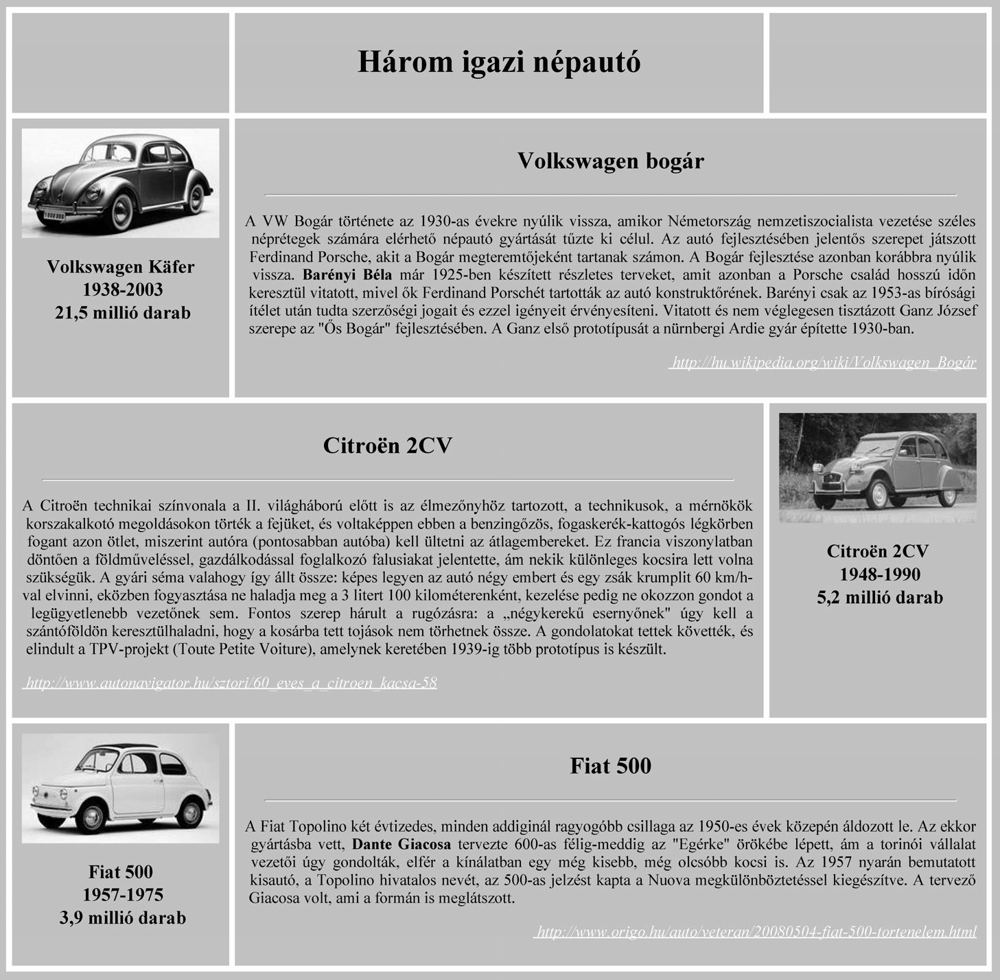 Három igazi népautó
Volkswagen Käfer
1938-2003
21,5 millió darab
Volkswagen bogár
A VW Bogár története az 1930-as évekre nyúlik vissza, amikor Németország nemzetiszocialista vezetése széles
néprétegek számára elérhető népautó gyártását tűzte ki célul. Az autó fejlesztésében jelentős szerepet játszott
Ferdinand Porsche, akit a Bogár megteremtőjeként tartanak számon. A Bogár fejlesztése azonban korábbra nyúlik
vissza. Barényi Béla már 1925-ben készített részletes terveket, amit azonban a Porsche család hosszú időn
keresztül vitatott, mivel ők Ferdinand Porschét tartották az autó konstruktőrének. Barényi csak az 1953-as bírósági
ítélet után tudta szerzőségi jogait és ezzel igényeit érvényesíteni. Vitatott és nem véglegesen tisztázott Ganz József
szerepe az "Ős Bogár" fejlesztésében. A Ganz első prototípusát a nürnbergi Ardie gyár építette 1930-ban.
http://hu.wikipedia.org/wiki/Volkswagen_Bogár
Citroën 2CV
A Citroën technikai színvonala a II. világháború előtt is az élmezőnyhöz tartozott, a technikusok, a mérnökök
korszakalkotó megoldásokon törték a fejüket, és voltaképpen ebben a benzingőzös, fogaskerék-kattogós légkörben
fogant azon ötlet, miszerint autóra (pontosabban autóba) kell ültetni az átlagembereket. Ez francia viszonylatban
döntően a földműveléssel, gazdálkodással foglalkozó falusiakat jelentette, ám nekik különleges kocsira lett volna
szükségük. A gyári séma valahogy így állt össze: képes legyen az autó négy embert és egy zsák krumplit 60 km/h-
val elvinni, eközben fogyasztása ne haladja meg a 3 litert 100 kilométerenként, kezelése pedig ne okozzon gondot a
legügyetlenebb vezetőnek sem. Fontos szerep hárult a rugózásra: a „négykerekű esernyőnek" úgy kell a
szántóföldön keresztülhaladni, hogy a kosárba tett tojások nem törhetnek össze. A gondolatokat tettek követték, és
elindult a TPV-projekt (Toute Petite Voiture), amelynek keretében 1939-ig több prototípus is készült.
http://www.autonavigator.hu/sztori/60_eves_a_citroen_kacsa-58
Citroën 2CV
1948-1990
5,2 millió darab
Fiat 500
1957-1975
3,9 millió darab
Fiat 500
A Fiat Topolino két évtizedes, minden addiginál ragyogóbb csillaga az 1950-es évek közepén áldozott le. Az ekkor
gyártásba vett, Dante Giacosa tervezte 600-as félig-meddig az "Egérke" örökébe lépett, ám a torinói vállalat
vezetői úgy gondolták, elfér a kínálatban egy még kisebb, még olcsóbb kocsi is. Az 1957 nyarán bemutatott
kisautó, a Topolino hivatalos nevét, az 500-as jelzést kapta a Nuova megkülönböztetéssel kiegészítve. A tervező
Giacosa volt, ami a formán is meglátszott.
http://www.origo.hu/auto/veteran/20080504-fiat-500-tortenelem.html